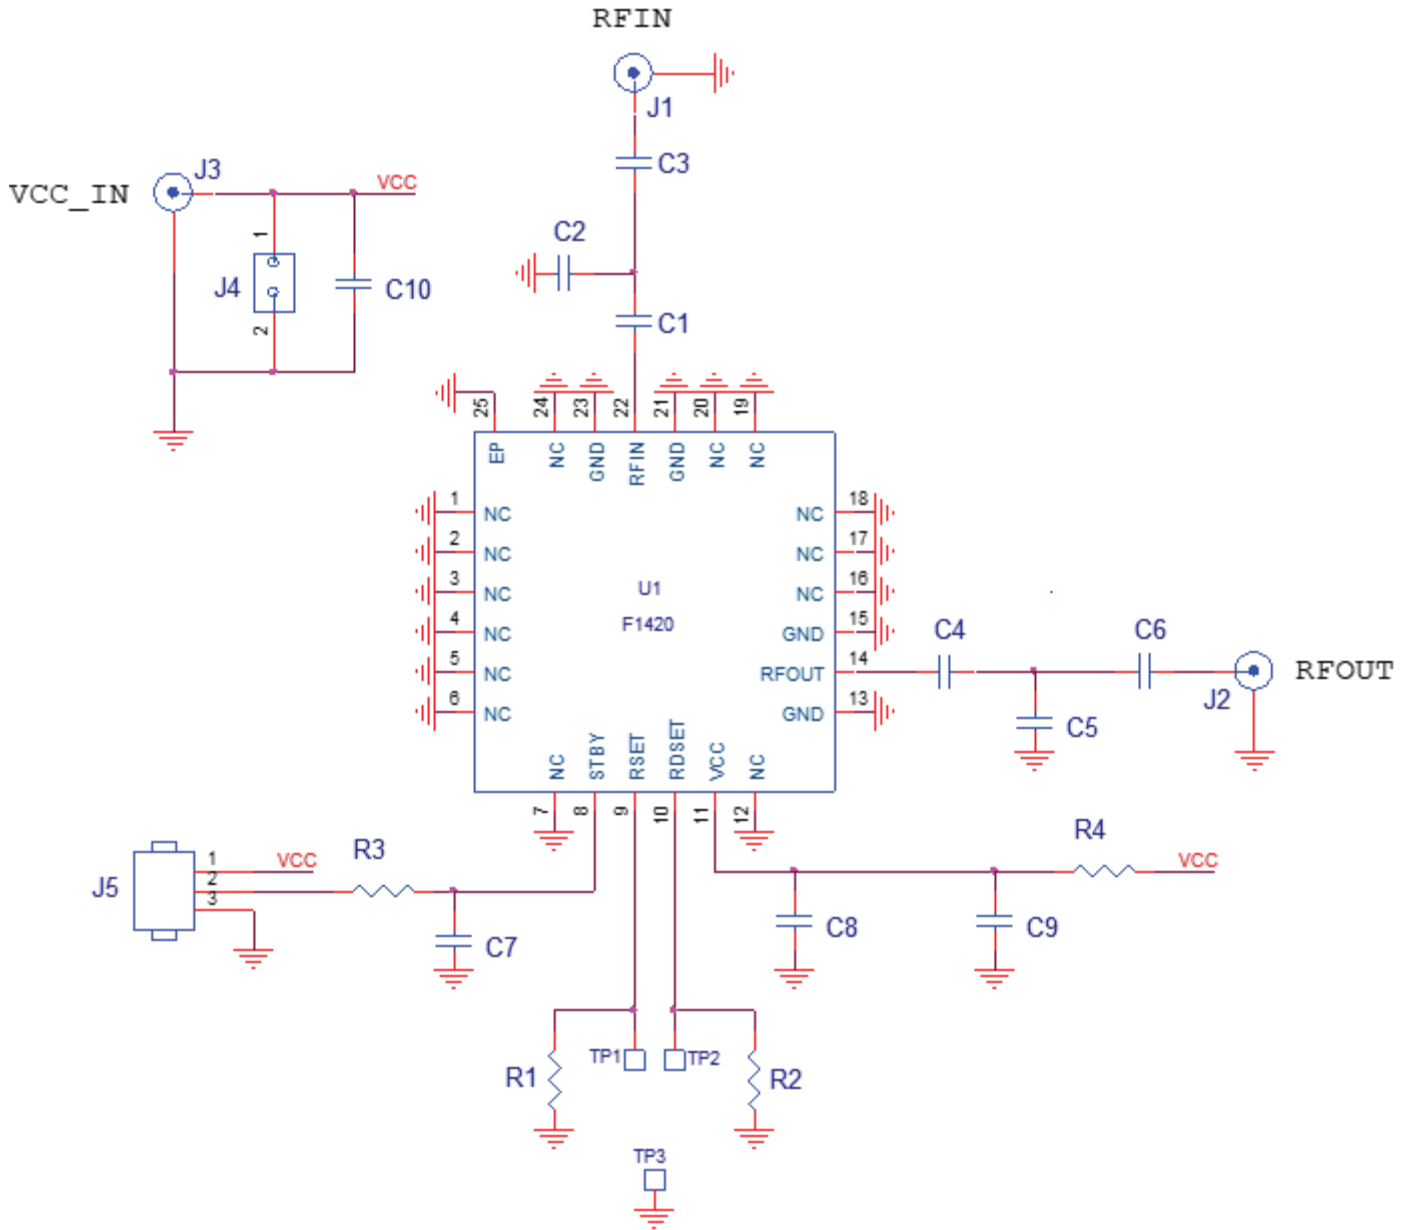 RFIN
J1
C3
J3
VCC
VCC_IN
C2
1
J4
C10
2
C1
25
24
23
22
21
20
19
EP
NC
GND
RFIN
GND
NC
NC
1
NC
2
NC
3
NC
4
NC
5
NC
6
NC
18
NC
17
NC
16
NC
15
GND
14
RFOUT
13
GND
U1
F1420
C4
C6
RFOUT
J2
C5
NC
STBY
RSET
RDSET
VCC
NC
7
8
9
10
11
12
J5
1
2
3
VCC
R3
C7
R4
VCC
C8
C9
TP1
TP2
R1
R2
TP3